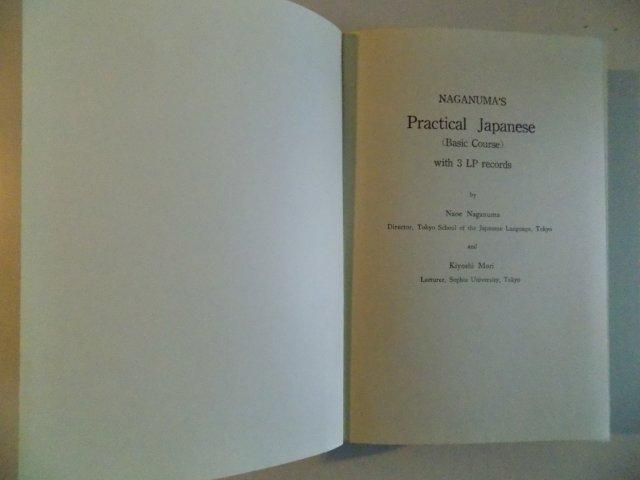 NAGANUMA'S
Practical Japanese
(Basic Course)
with 3 LP records
by
Naoe Naganuma
Director, Tokyo School of the Japanese Language, Tokyo
and
Kiyoshi Mori
Lecturer, Sophia University, Tokyo